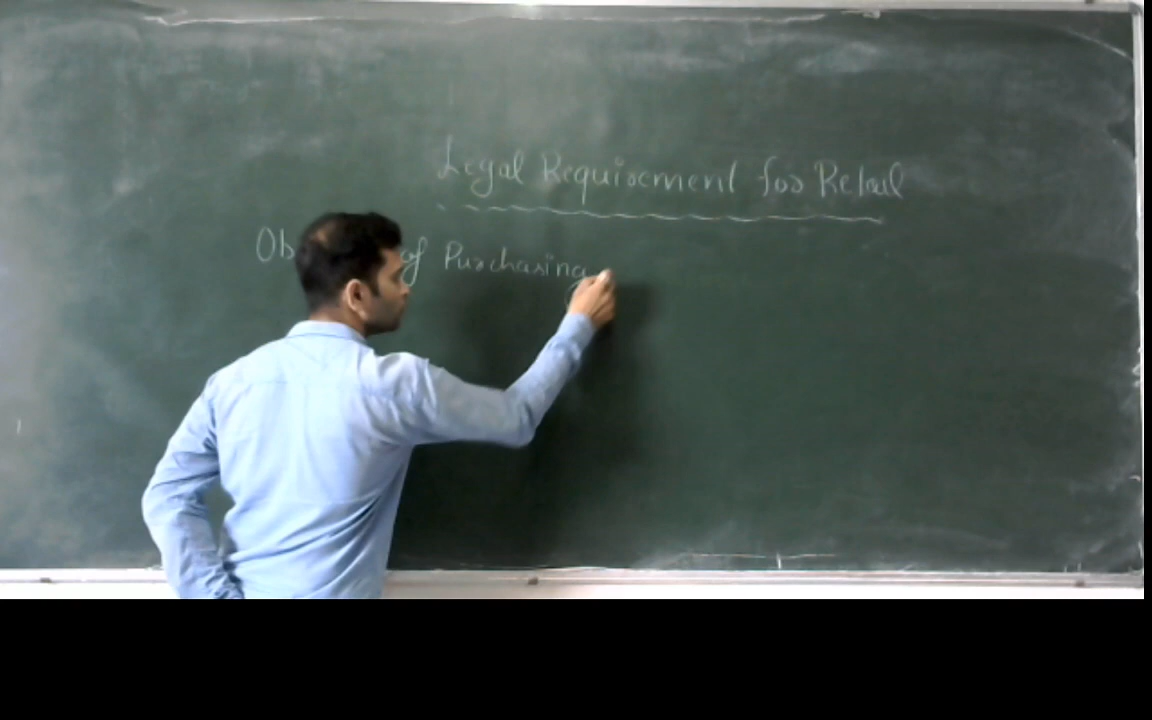 Legal Requirement for Retail
Ob of Purchasing